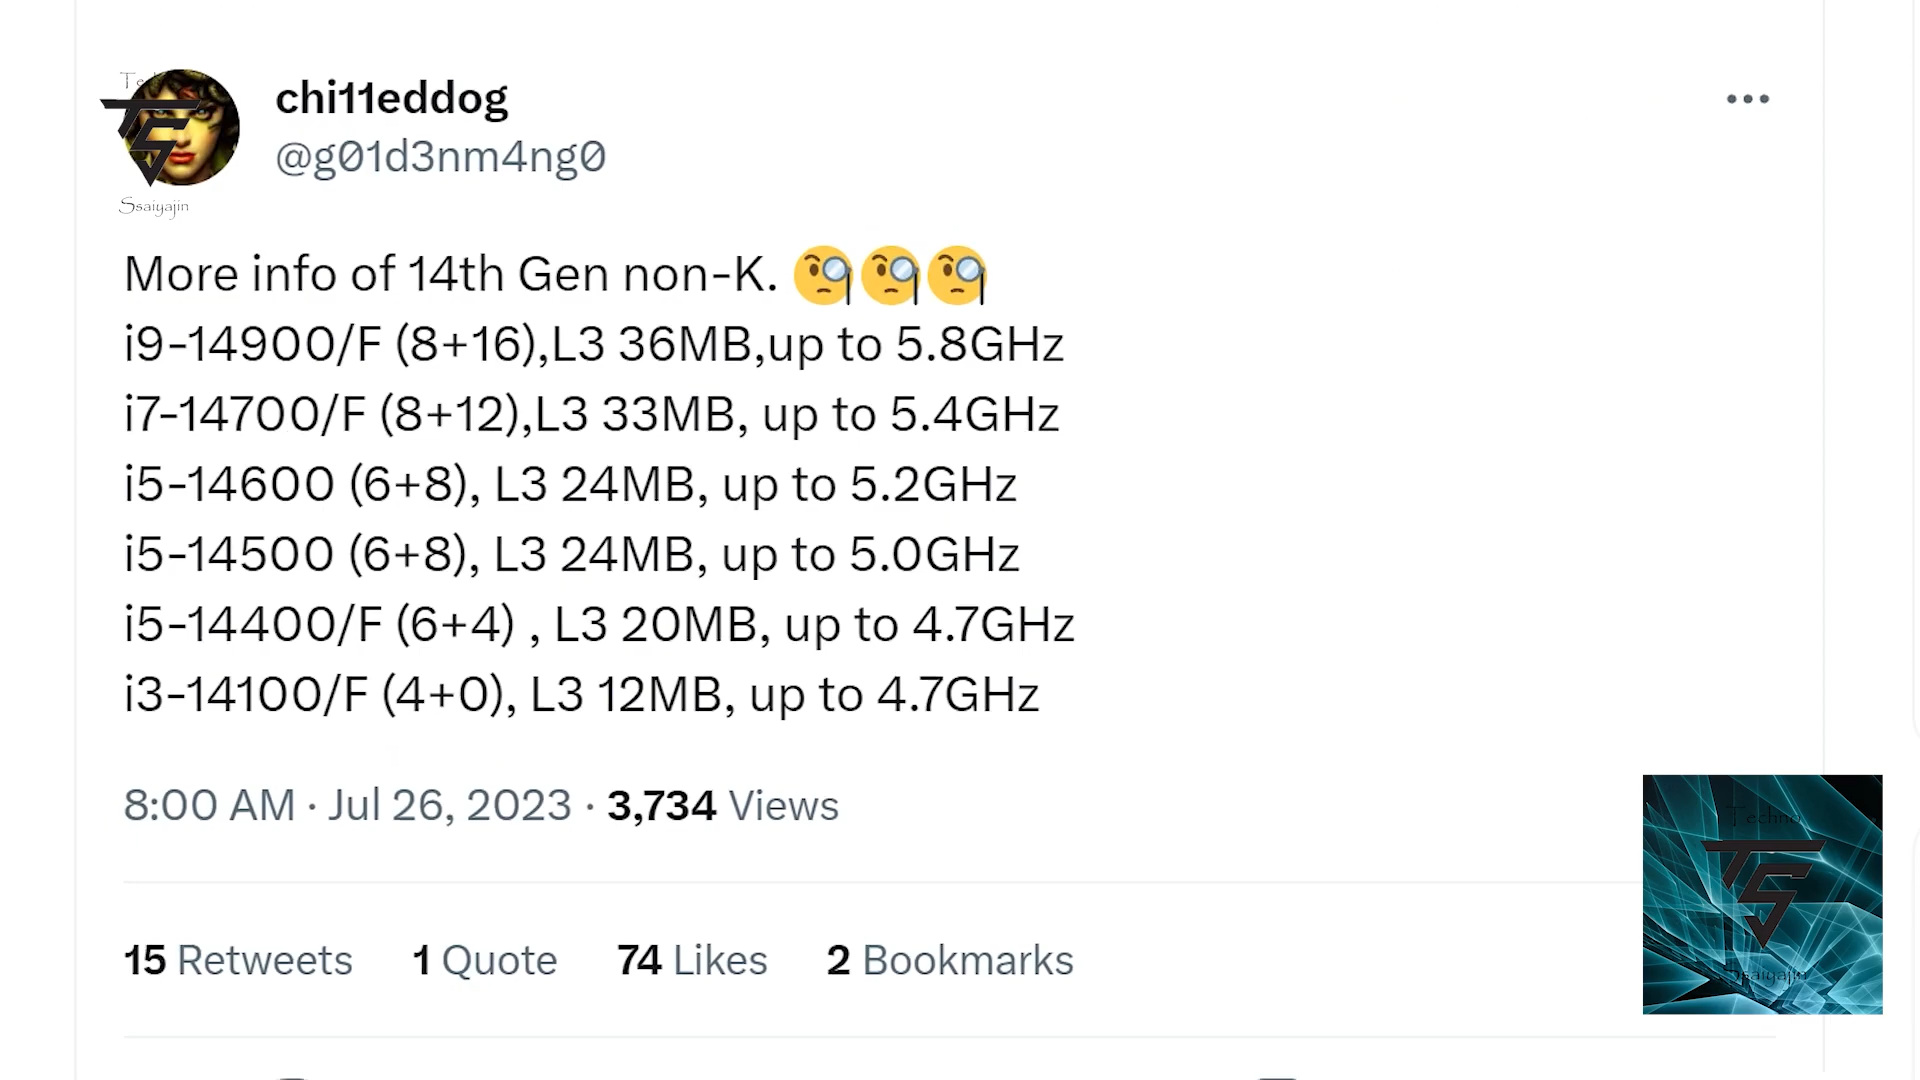 Techno
chi11eddog
@g01d3nm4ng0
Ssaiyajin
More info of 14th Gen non-K. 🧐🧐🧐
i9-14900/F (8+16),L3 36MB,up to 5.8GHz
i7-14700/F (8+12),L3 33MB, up to 5.4GHz
i5-14600 (6+8), L3 24MB, up to 5.2GHz
i5-14500 (6+8), L3 24MB, up to 5.0GHz
i5-14400/F (6+4) , L3 20MB, up to 4.7GHz
i3-14100/F (4+0), L3 12MB, up to 4.7GHz
8:00 AM · Jul 26, 2023 · 3,734 Views
15 Retweets 1 Quote 74 Likes 2 Bookmarks
Techno
Ssaiyajin